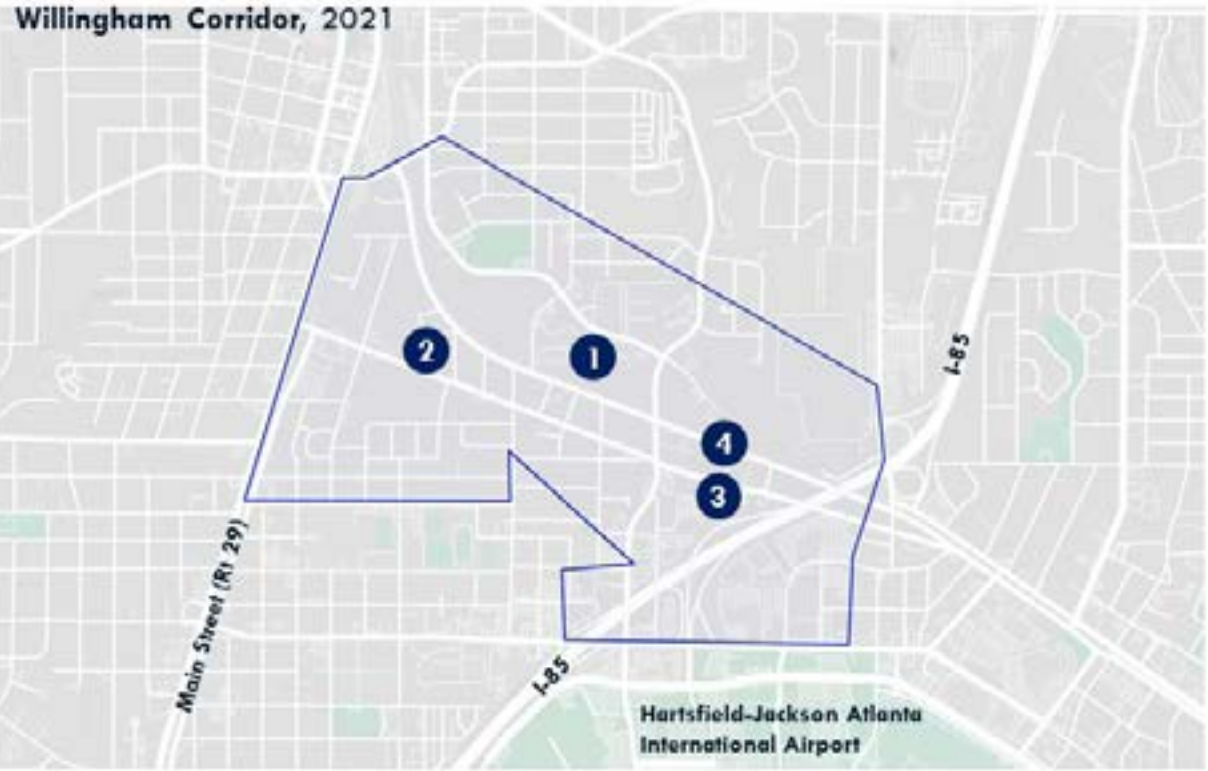 Willingham Corridor, 2021
I-85
2
1
4
3
Main Street (Rt 29)
I-85
Hartsfield-Jackson Atlanta
International Airport